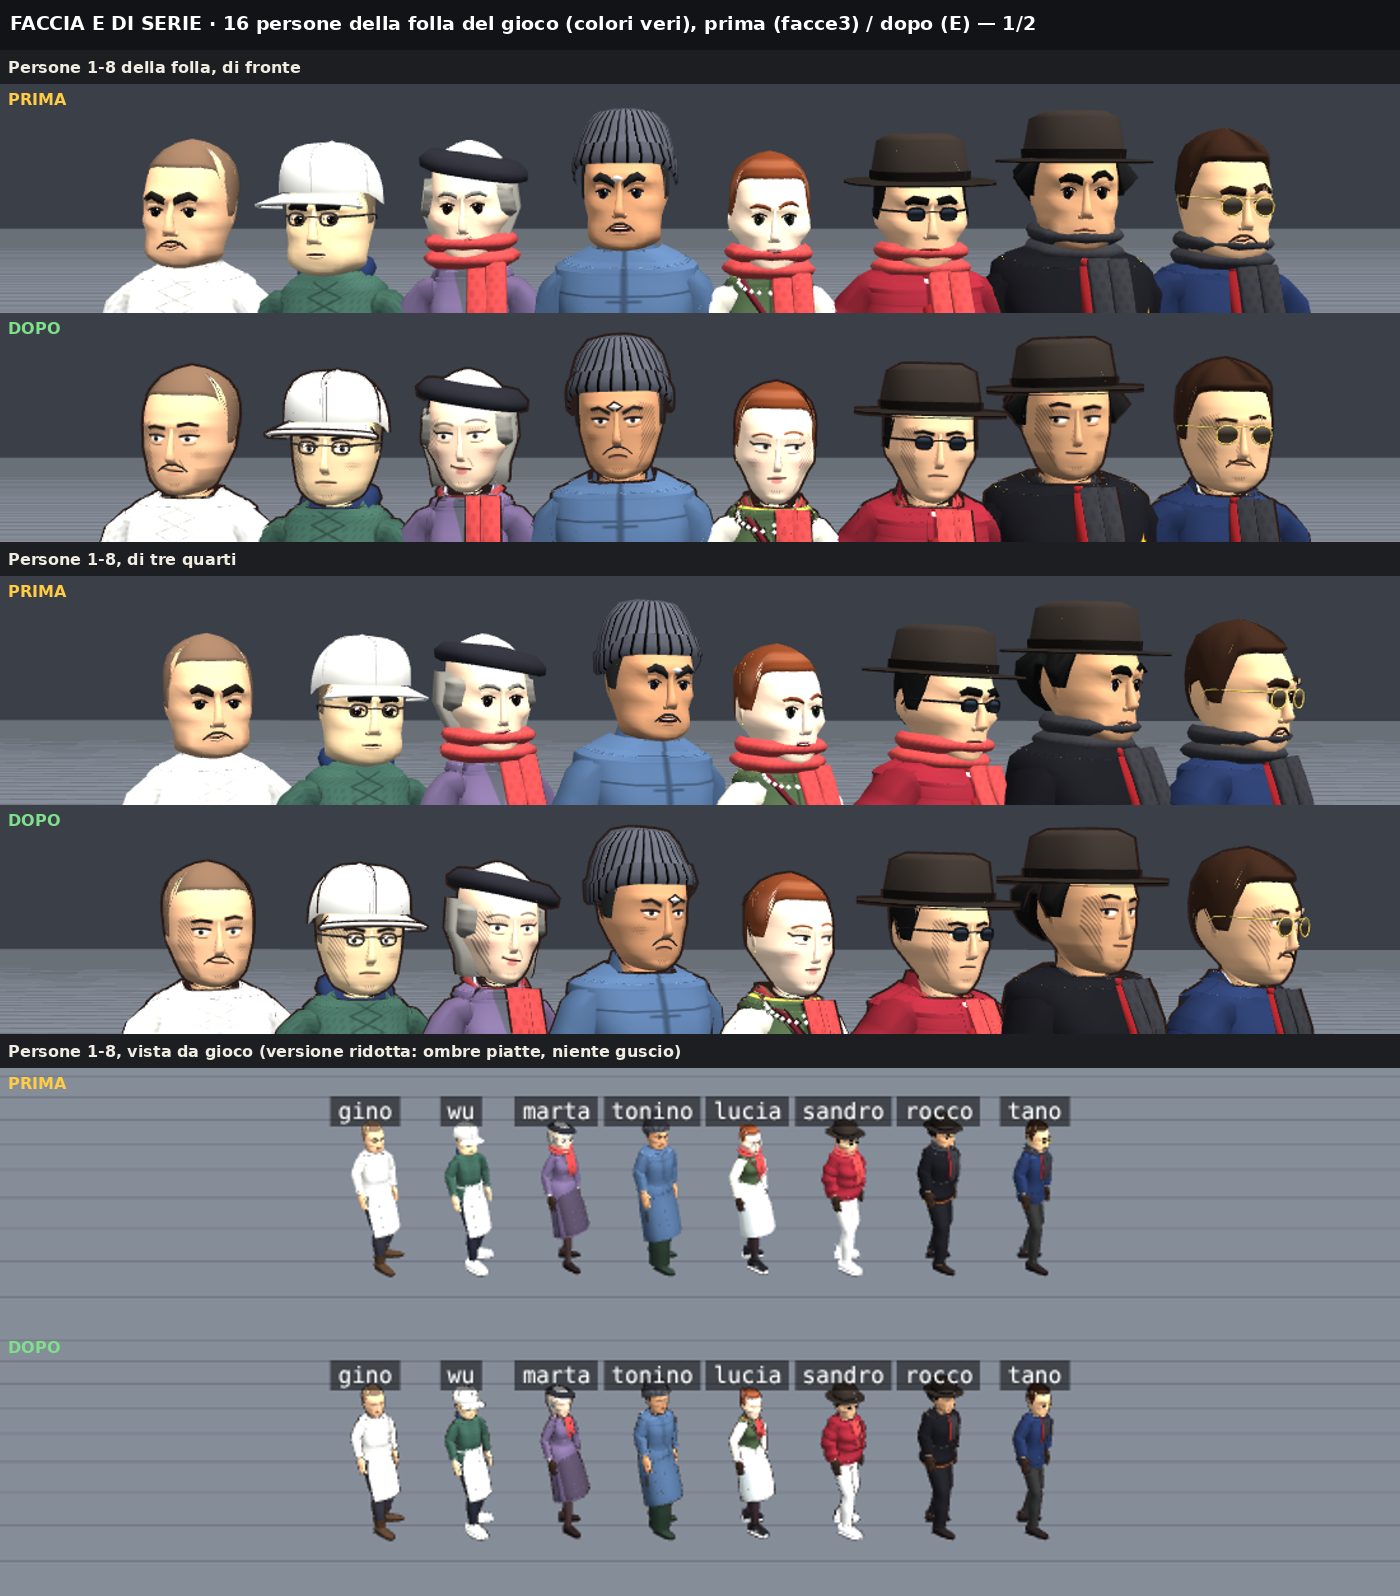 FACCIA E DI SERIE · 16 persone della folla del gioco (colori veri), prima (facce3) / dopo (E) — 1/2
Persone 1-8 della folla, di fronte
PRIMA
DOPO
Persone 1-8, di tre quarti
PRIMA
DOPO
Persone 1-8, vista da gioco (versione ridotta: ombre piatte, niente guscio)
PRIMA
gino wu marta tonino lucia sandro rocco tano
DOPO
gino wu marta tonino lucia sandro rocco tano